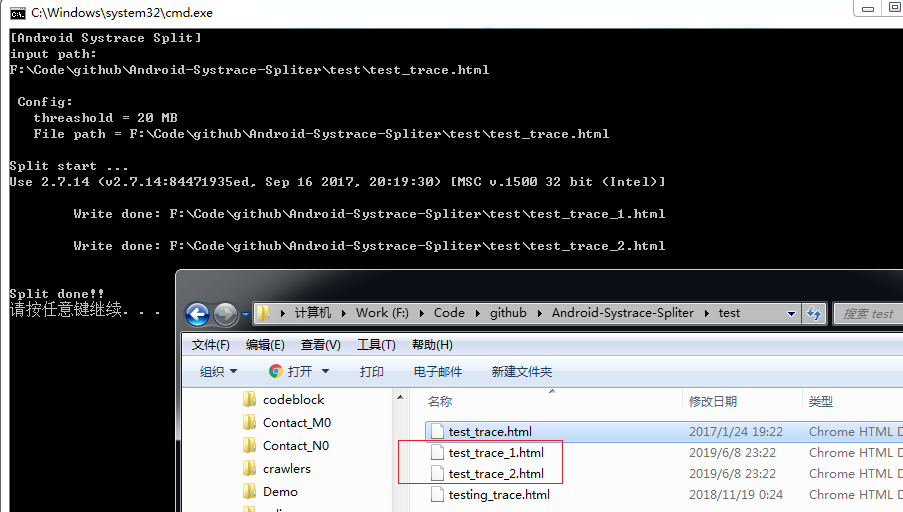 C:\Windows\system32\cmd.exe
[Android Systrace Split]
input path:
F:\Code\github\Android-Systrace-Spliter\test\test_trace.html
Config:
threashold = 20 MB
File path = F:\Code\github\Android-Systrace-Spliter\test\test_trace.html
Split start ...
Use 2.7.14 (v2.7.14:84471935ed, Sep 16 2017, 20:19:30) [MSC v.1500 32 bit (Intel)]
Write done: F:\Code\github\Android-Systrace-Spliter\test\test_trace_1.html
Write done: F:\Code\github\Android-Systrace-Spliter\test\test_trace_2.html
Split done!!
请按任意键继续. . .
计算机 Work (F:) Code github Android-Systrace-Spliter test 搜索 test
文件(F) 编辑(E) 查看(V) 工具(T) 帮助(H)
组织 打开 打印 电子邮件 新建文件夹
名称 修改日期 类型
codeblock
Contact_M0
Contact_N0
crawlers
Demo
test_trace.html 2017/1/24 19:22 Chrome HTML D
test_trace_1.html 2019/6/8 23:22 Chrome HTML D
test_trace_2.html 2019/6/8 23:22 Chrome HTML D
testing_trace.html 2018/11/19 0:24 Chrome HTML D